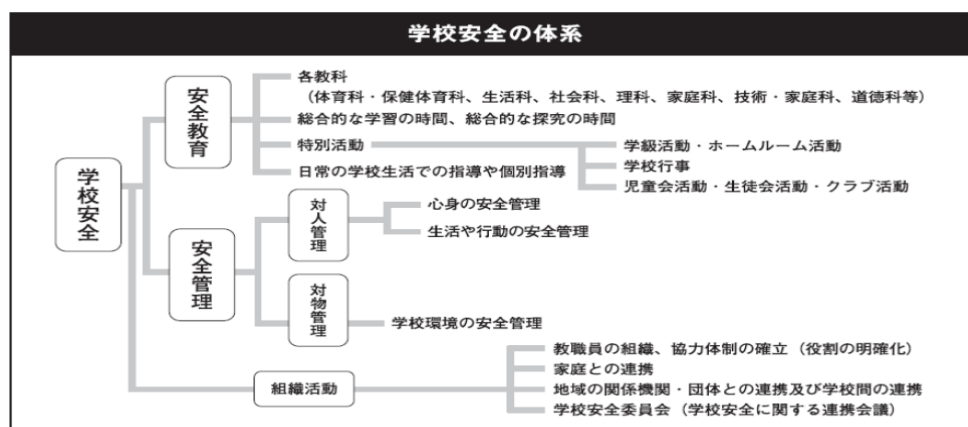 学校安全の体系
学校安全
安全教育
各教科
（体育科・保健体育科、生活科、社会科、理科、家庭科、技術・家庭科、道徳科等）
総合的な学習の時間、総合的な探究の時間
特別活動
学級活動・ホームルーム活動
学校行事
児童会活動・生徒会活動・クラブ活動
日常の学校生活での指導や個別指導
安全管理
対人管理
心身の安全管理
生活や行動の安全管理
対物管理
学校環境の安全管理
組織活動
教職員の組織、協力体制の確立（役割の明確化）
家庭との連携
地域の関係機関・団体との連携及び学校間の連携
学校安全委員会（学校安全に関する連携会議）